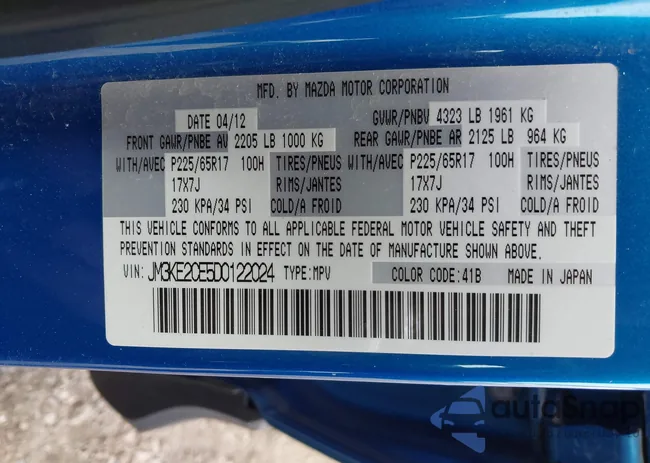 MFD. BY MAZDA MOTOR CORPORATION
DATE 04/12 GVWR/PNBV 4323 LB 1961 KG
FRONT GAWR/PNBE AV 2205 LB 1000 KG REAR GAWR/PNBE AR 2125 LB 964 KG
WITH/AVEC P225/65R17 100H TIRES/PNEUS WITH/AVEC P225/65R17 100H TIRES/PNEUS
17X7J RIMS/JANTES 17X7J RIMS/JANTES
230 KPA/34 PSI COLD/A FROID 230 KPA/34 PSI COLD/A FROID
THIS VEHICLE CONFORMS TO ALL APPLICABLE FEDERAL MOTOR VEHICLE SAFETY AND THEFT
PREVENTION STANDARDS IN EFFECT ON THE DATE OF MANUFACTURE SHOWN ABOVE.
VIN: JM3KE2CE5D0122024 TYPE:MPV COLOR CODE:41B MADE IN JAPAN
autoSnap